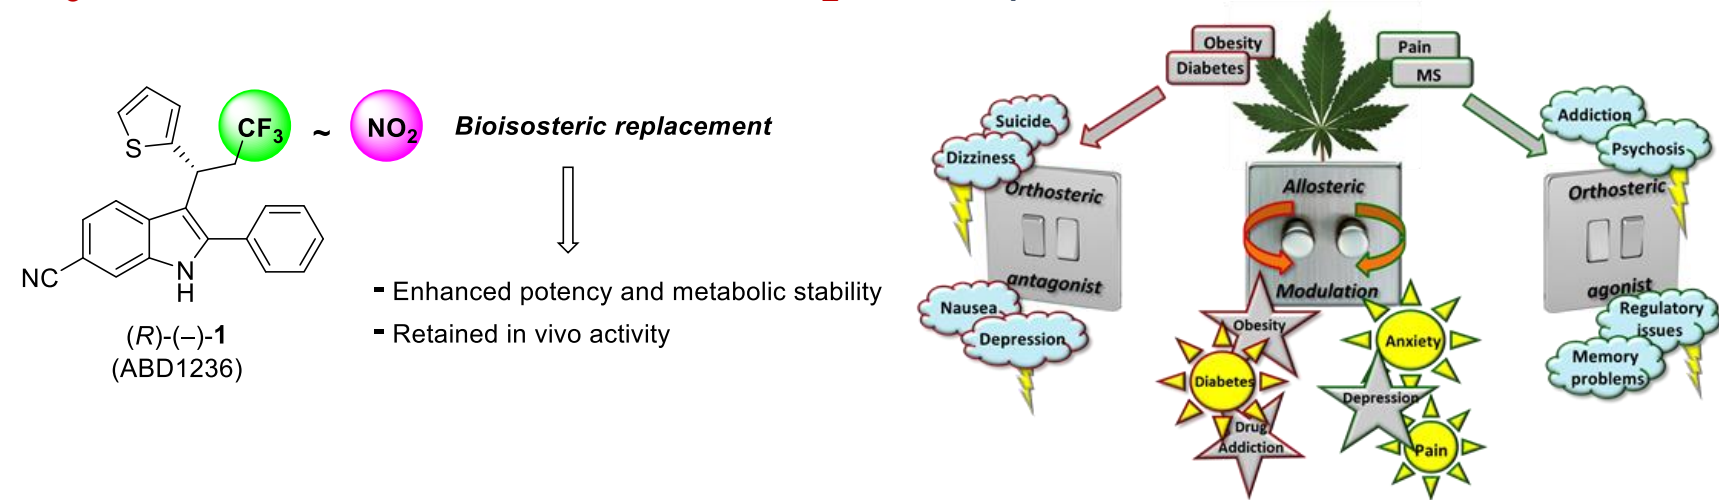 CF3 ~ NO2 Bioisosteric replacement
S
NC
N
H
- Enhanced potency and metabolic stability
- Retained in vivo activity
(R)-(–)-1
(ABD1236)
Obesity
Diabetes
Pain
MS
Suicide
Dizziness
Orthosteric
antagonist
Nausea
Depression
Allosteric
Modulation
Addiction
Psychosis
Orthosteric
agonist
Regulatory
issues
Memory
problems
Obesity
Diabetes
Drug
Addiction
Anxiety
Depression
Pain